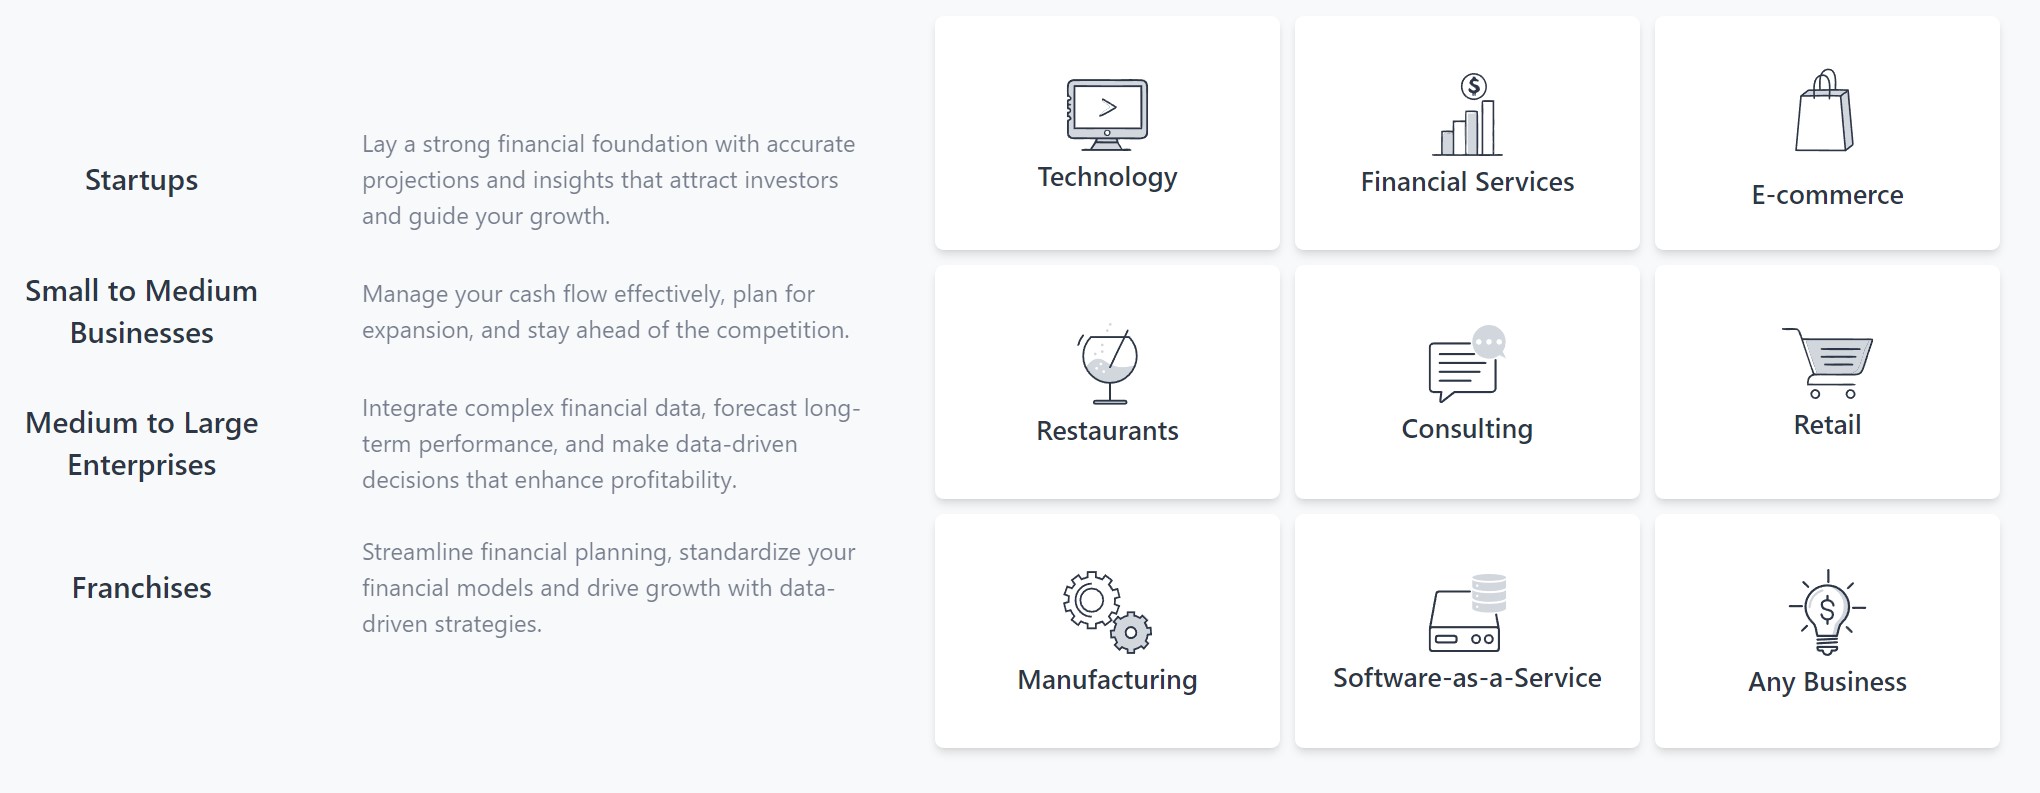 Startups
Lay a strong financial foundation with accurate
projections and insights that attract investors
and guide your growth.
Small to Medium
Businesses
Manage your cash flow effectively, plan for
expansion, and stay ahead of the competition.
Medium to Large
Enterprises
Integrate complex financial data, forecast long-
term performance, and make data-driven
decisions that enhance profitability.
Franchises
Streamline financial planning, standardize your
financial models and drive growth with data-
driven strategies.
>
Technology
$
Financial Services
E-commerce
Restaurants
Consulting
Retail
Manufacturing
Software-as-a-Service
$
Any Business